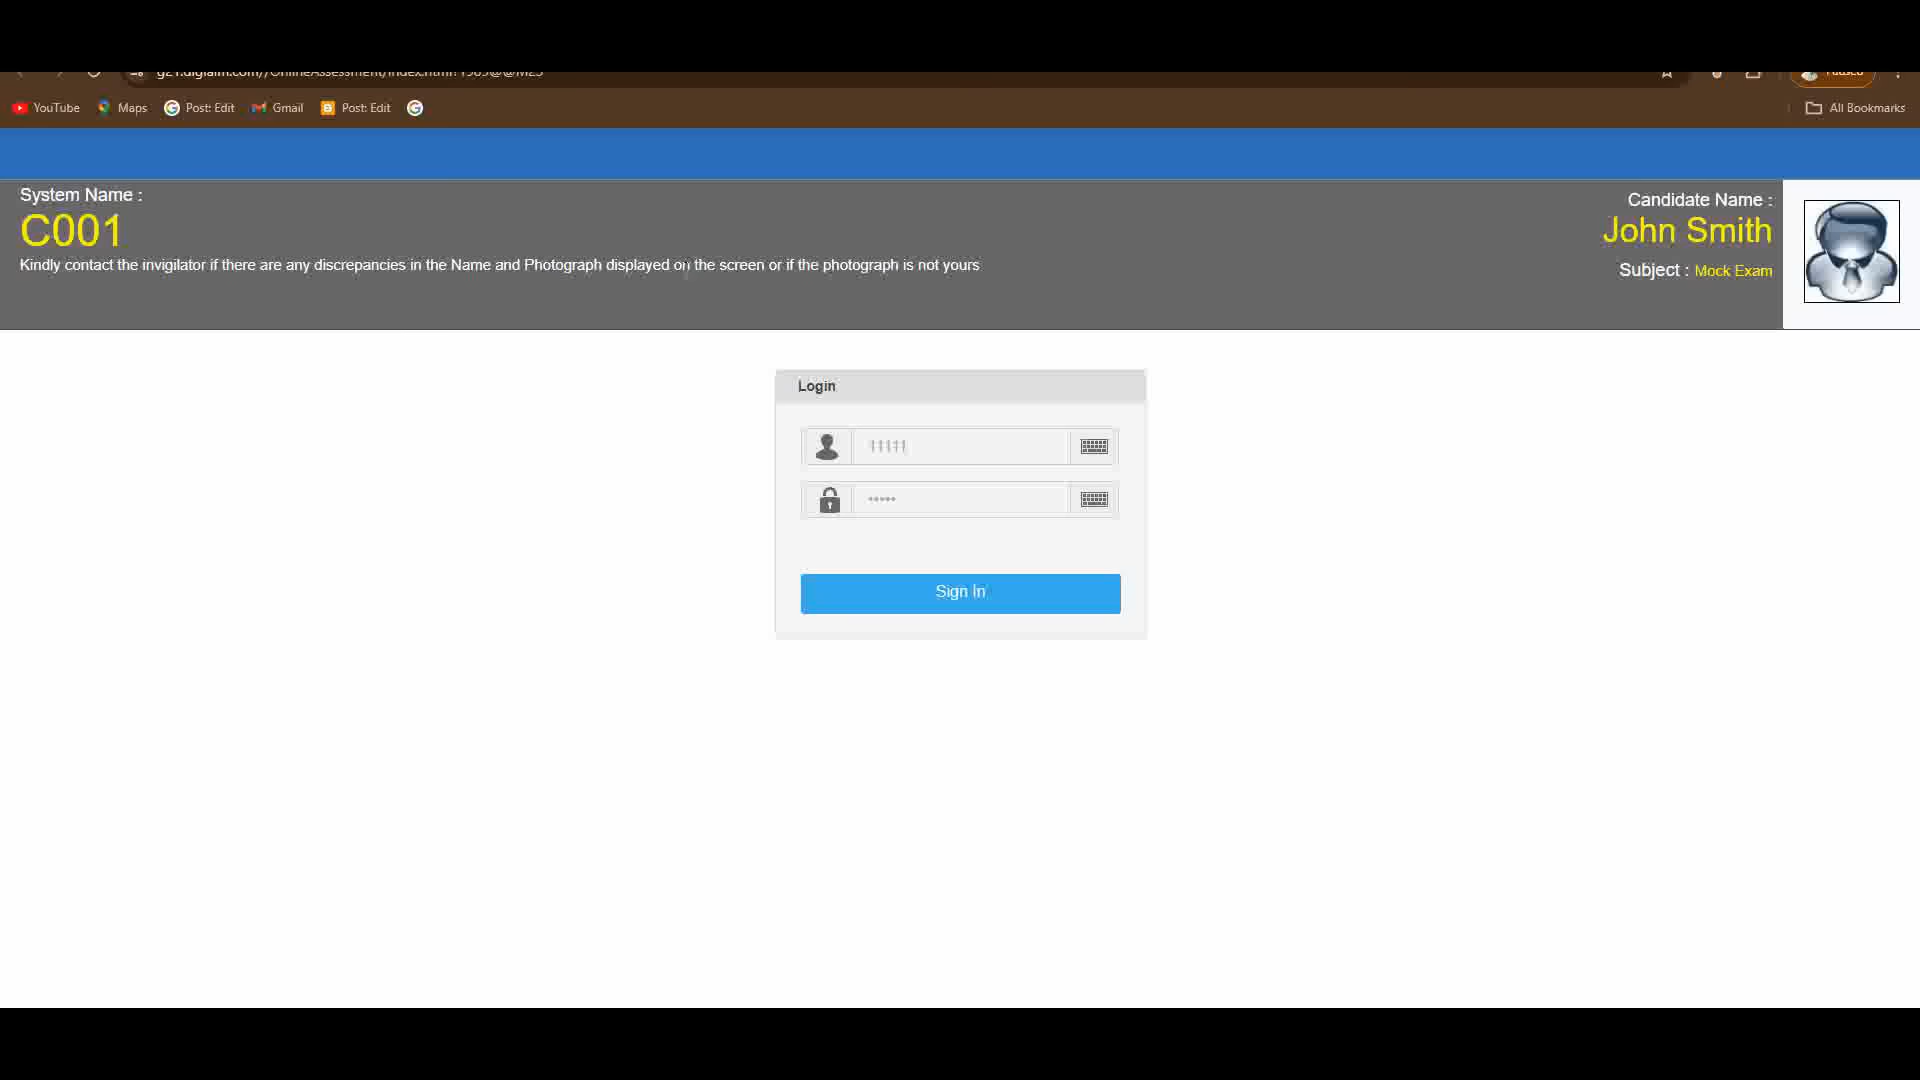 YouTube Maps Post: Edit Gmail Post: Edit All Bookmarks
System Name :
C001
Kindly contact the invigilator if there are any discrepancies in the Name and Photograph displayed on the screen or if the photograph is not yours
Candidate Name :
John Smith
Subject : Mock Exam
Login
11111
•••••
Sign In